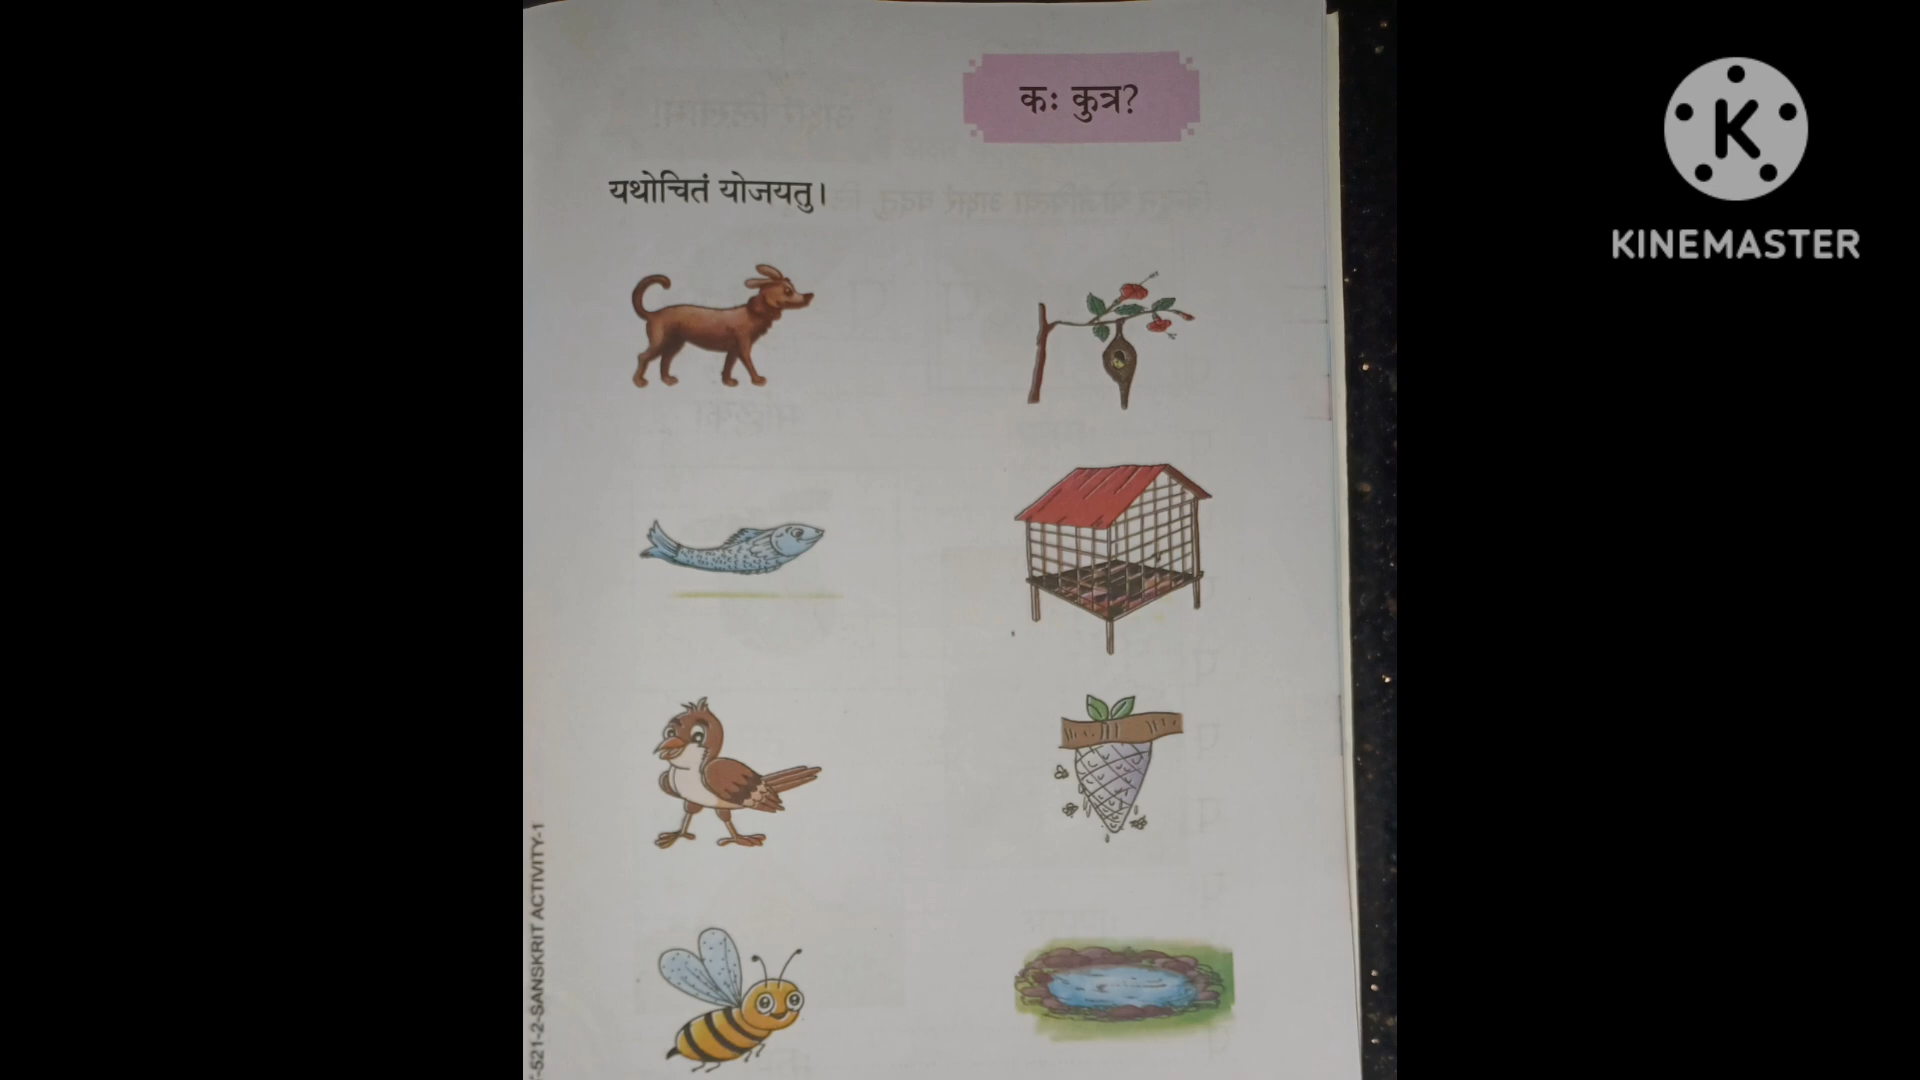 कः कुत्र?
यथोचितं योजयतु।
K
KINEMASTER
-521-2-SANSKRIT ACTIVITY-1